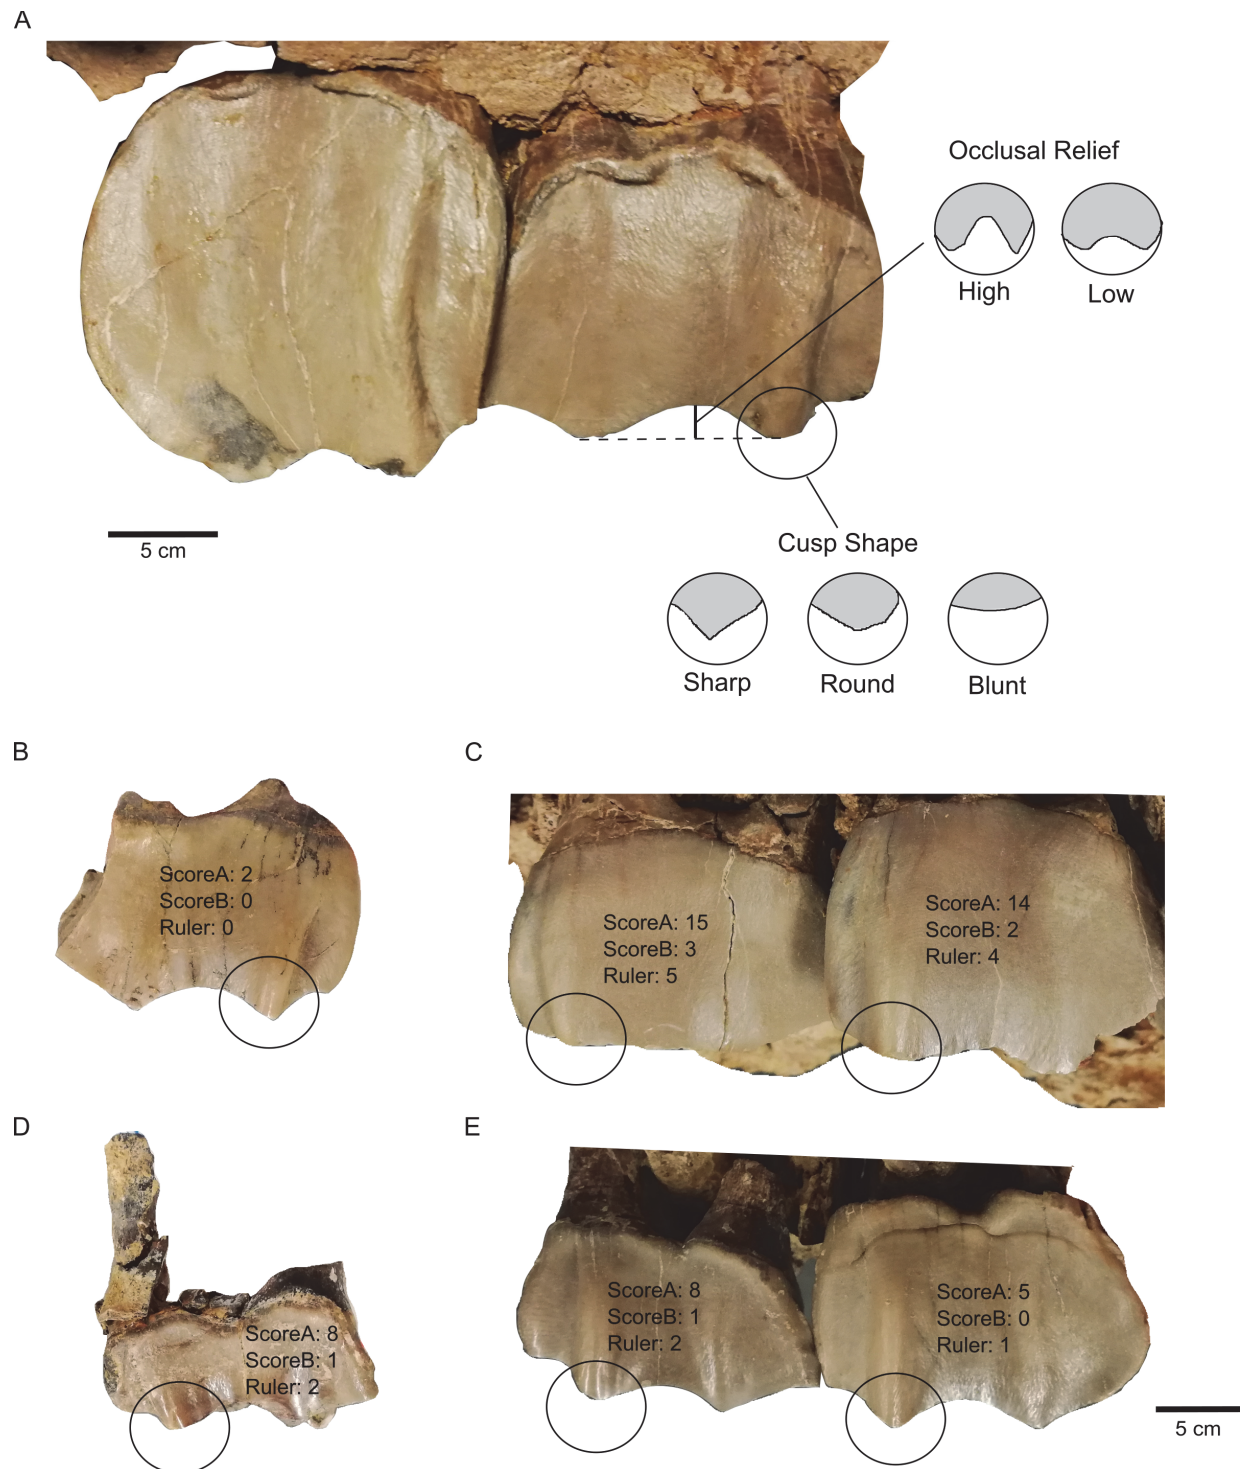 A
Occlusal Relief
High
Low
5 cm
Cusp Shape
Sharp
Round
Blunt
B
C
ScoreA: 2
ScoreB: 0
Ruler: 0
ScoreA: 15
ScoreB: 3
Ruler: 5
ScoreA: 14
ScoreB: 2
Ruler: 4
D
E
ScoreA: 8
ScoreB: 1
Ruler: 2
ScoreA: 8
ScoreB: 1
Ruler: 2
ScoreA: 5
ScoreB: 0
Ruler: 1
5 cm